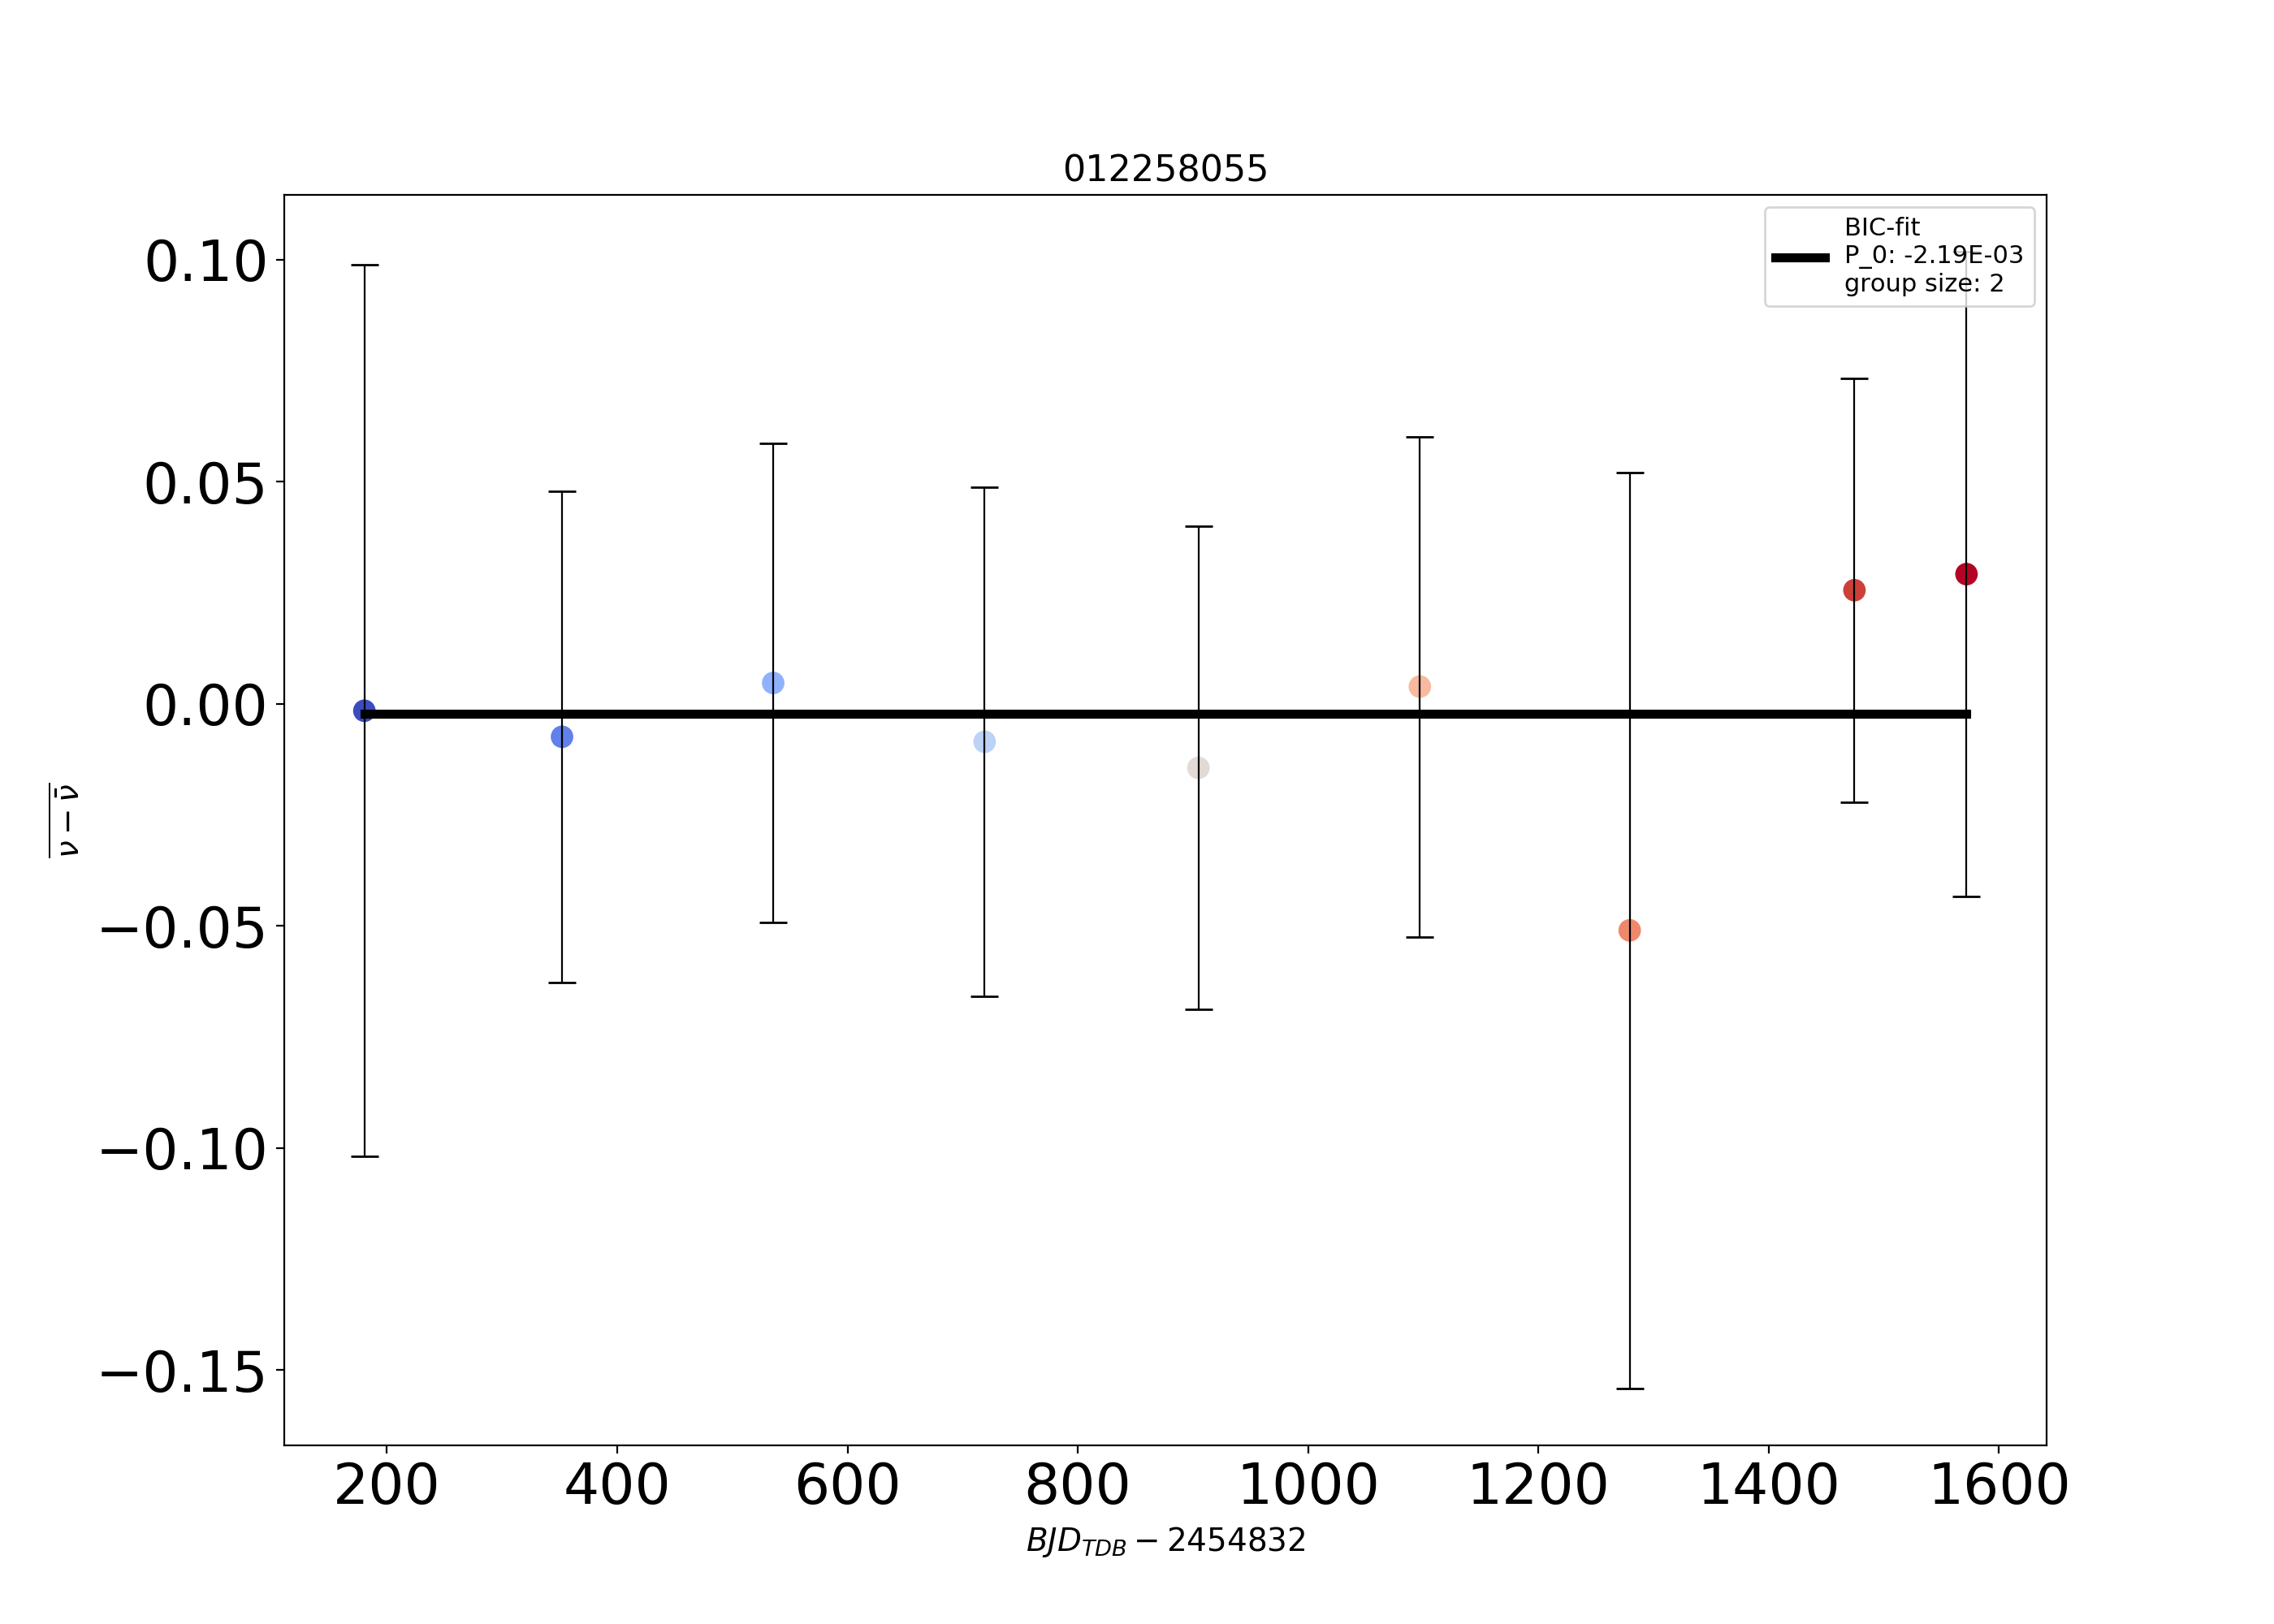 012258055
BIC-fit
P_0: -2.19E-03
group size: 2
0.10
0.05
0.00
−0.05
−0.10
−0.15
ν − ν̄
200 400 600 800 1000 1200 1400 1600
BJD_TDB − 2454832